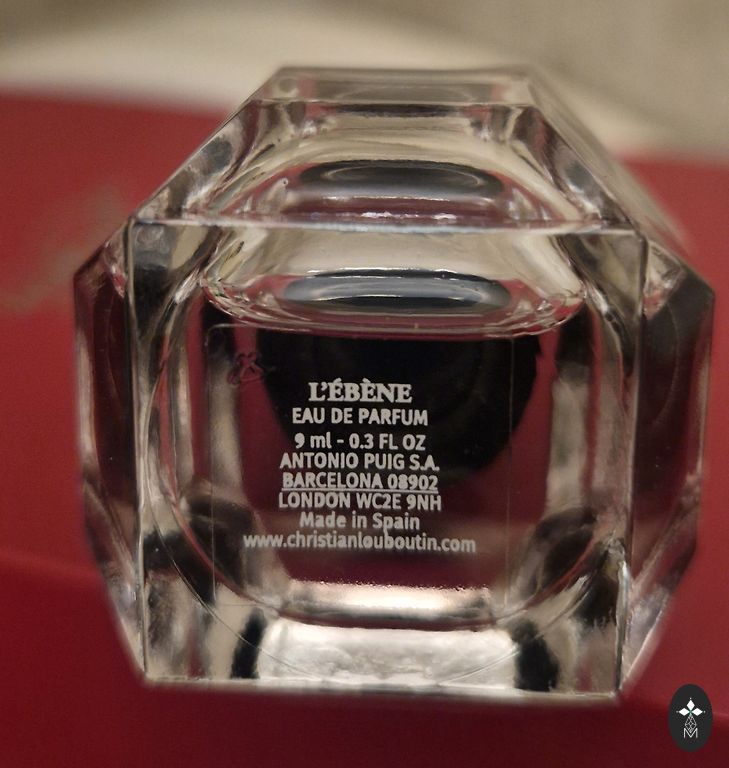 L'ÉBÈNE
EAU DE PARFUM
9 ml - 0.3 FL OZ
ANTONIO PUIG S.A.
BARCELONA 08902
LONDON WC2E 9NH
Made in Spain
www.christianlouboutin.com